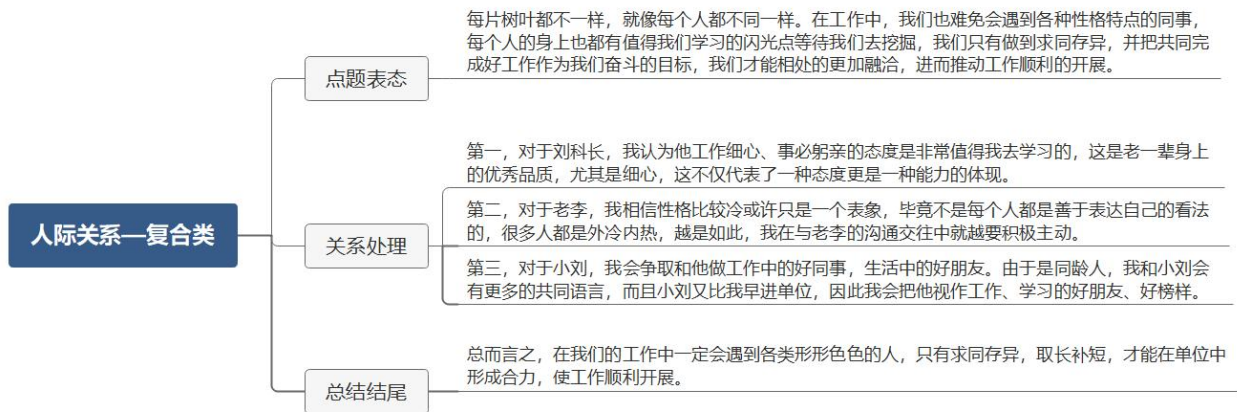 每片树叶都不一样，就像每个人都不同一样。在工作中，我们也难免会遇到各种性格特点的同事，
每个人的身上也都有值得我们学习的闪光点等待我们去挖掘，我们只有做到求同存异，并把共同完
成好工作作为我们奋斗的目标，我们才能相处的更加融洽，进而推动工作顺利的开展。
点题表态
第一，对于刘科长，我认为他工作细心、事必躬亲的态度是非常值得我去学习的，这是老一辈身上
的优秀品质，尤其是细心，这不仅代表了一种态度更是一种能力的体现。
人际关系—复合类
关系处理
第二，对于老李，我相信性格比较冷或许只是一个表象，毕竟不是每个人都是善于表达自己的看法
的，很多人都是外冷内热，越是如此，我在与老李的沟通交往中就越要积极主动。
第三，对于小刘，我会争取和他做工作中的好同事，生活中的好朋友。由于是同龄人，我和小刘会
有更多的共同语言，而且小刘又比我早进单位，因此我会把他视作工作、学习的好朋友、好榜样。
总而言之，在我们的工作中一定会遇到各类形形色色的人，只有求同存异，取长补短，才能在单位中
形成合力，使工作顺利开展。
总结结尾